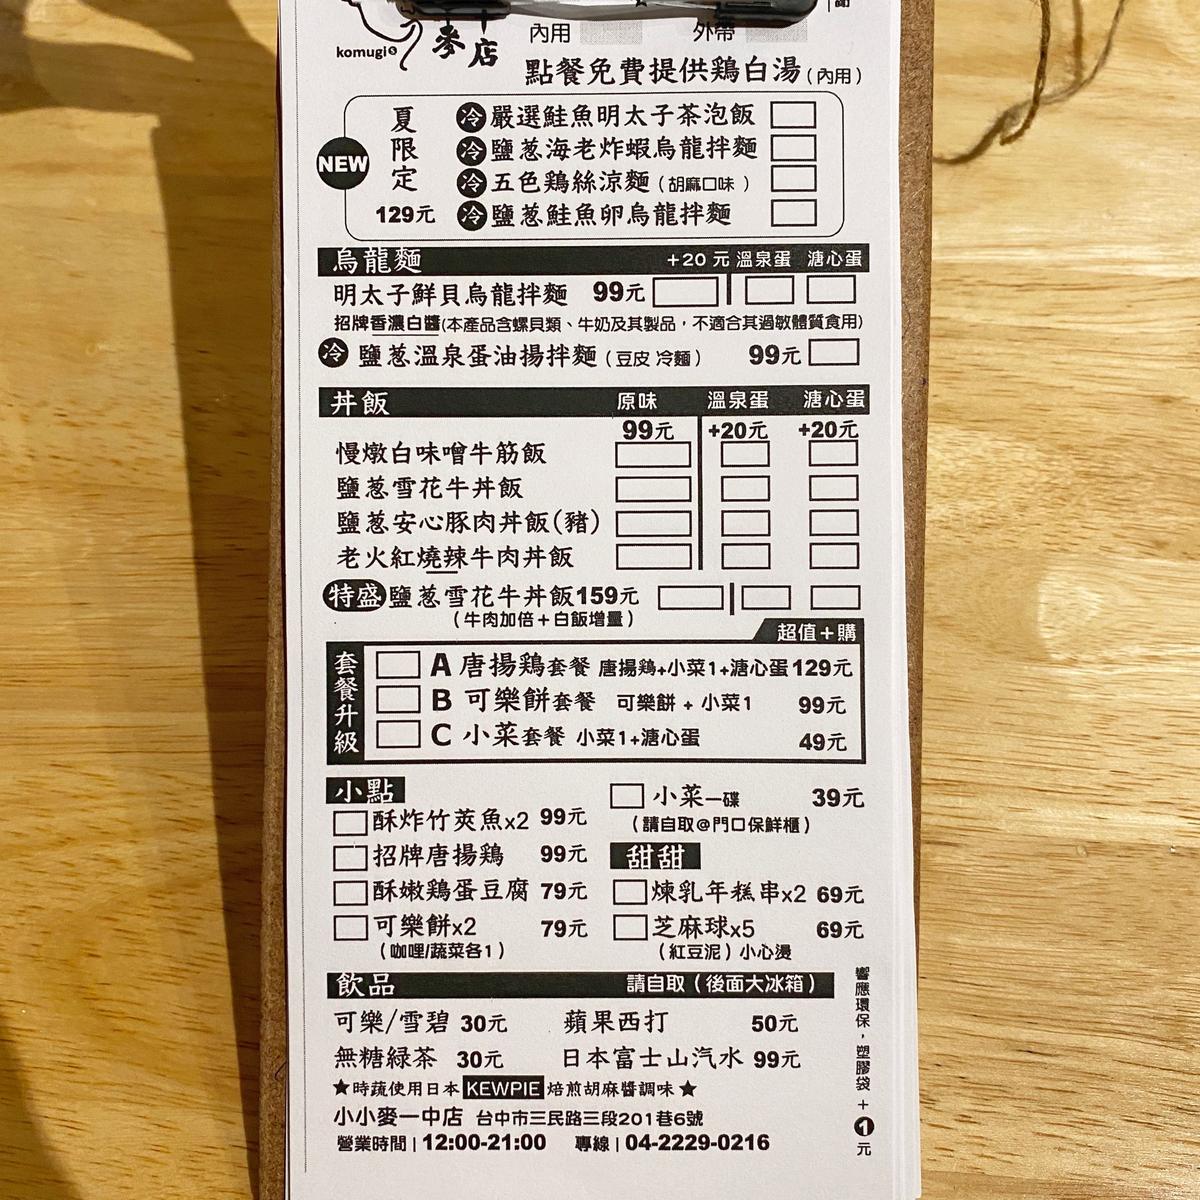 komugi
麥店
內用 外帶
點餐免費提供鶏白湯(內用)
NEW
夏限定
129元
冷 嚴選鮭魚明太子茶泡飯
冷 鹽蔥海老炸蝦烏龍拌麵
冷 五色鶏絲涼麵(胡麻口味)
冷 鹽蔥鮭魚卵烏龍拌麵
烏龍麵 +20元 溫泉蛋 溏心蛋
明太子鮮貝烏龍拌麵 99元
招牌香濃白醬(本產品含螺貝類、牛奶及其製品，不適合其過敏體質食用)
冷 鹽蔥溫泉蛋油揚拌麵(豆皮 冷麵) 99元
丼飯 原味 溫泉蛋 溏心蛋
99元 +20元 +20元
慢燉白味噌牛筋飯
鹽蔥雪花牛丼飯
鹽蔥安心豚肉丼飯(豬)
老火紅燒辣牛肉丼飯
特盛 鹽蔥雪花牛丼飯159元
(牛肉加倍+白飯增量)
超值+購
套餐升級
A 唐揚鶏套餐 唐揚鶏+小菜1+溏心蛋 129元
B 可樂餅套餐 可樂餅 + 小菜1 99元
C 小菜套餐 小菜1+溏心蛋 49元
小點
酥炸竹莢魚x2 99元
招牌唐揚鶏 99元
酥嫩鶏蛋豆腐 79元
可樂餅x2 79元
(咖哩/蔬菜各1)
小菜一碟 39元
(請自取@門口保鮮櫃)
甜甜
煉乳年糕串x2 69元
芝麻球x5 69元
(紅豆泥)小心燙
飲品 請自取(後面大冰箱)
可樂/雪碧 30元 蘋果西打 50元
無糖綠茶 30元 日本富士山汽水 99元
★時蔬使用日本 KEWPIE 焙煎胡麻醬調味★
小小麥一中店 台中市三民路三段201巷6號
營業時間 | 12:00-21:00 專線 | 04-2229-0216
響應環保，塑膠袋+1元